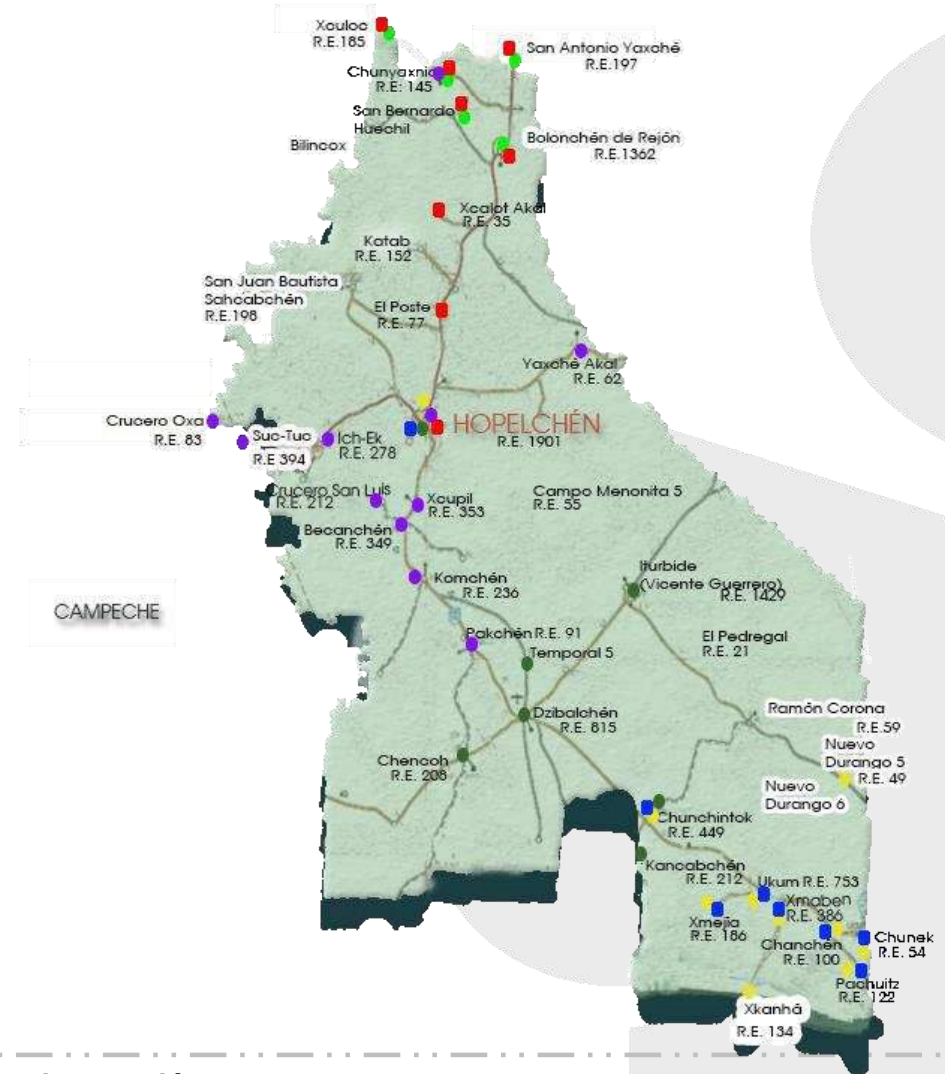 Xculoc
R.E.185
San Antonio Yaxché
R.E.197
Chunyaxnic
R.E: 145
San Bernardo
Huechil
Bilincox
Bolonchén de Rejón
R.E.1362
Xcalot Akal
R.E. 35
Katab
R.E. 152
San Juan Bautista
Sahcabchén
R.E.198
El Poste
R.E. 77
Yaxché Akal
R.E. 62
Crucero Oxa
R.E. 83
Suc-Tuc
R.E 394
Ich-Ek
R.E. 278
HOPELCHÉN
R.E. 1901
Crucero San Luis
R.E. 212
Xcupil
R.E. 353
Campo Menonita 5
R.E. 55
Becanchén
R.E. 349
Komchén
R.E. 236
Iturbide
(Vicente Guerrero)
R.E. 1429
CAMPECHE
Pakchén R.E. 91
Temporal 5
El Pedregal
R.E. 21
Dzibalchén
R.E. 815
Ramón Corona
R.E.59
Chencoh
R.E. 208
Nuevo
Durango 5
R.E. 49
Nuevo
Durango 6
Chunchintok
R.E. 449
Kancabchén
R.E. 212
Ukum R.E. 753
Xmaben
R.E. 386
Xmejia
R.E. 186
Chanchén
R.E. 100
Chunek
R.E. 54
Pachuitz
R.E. 122
Xkanhá
R.E. 134